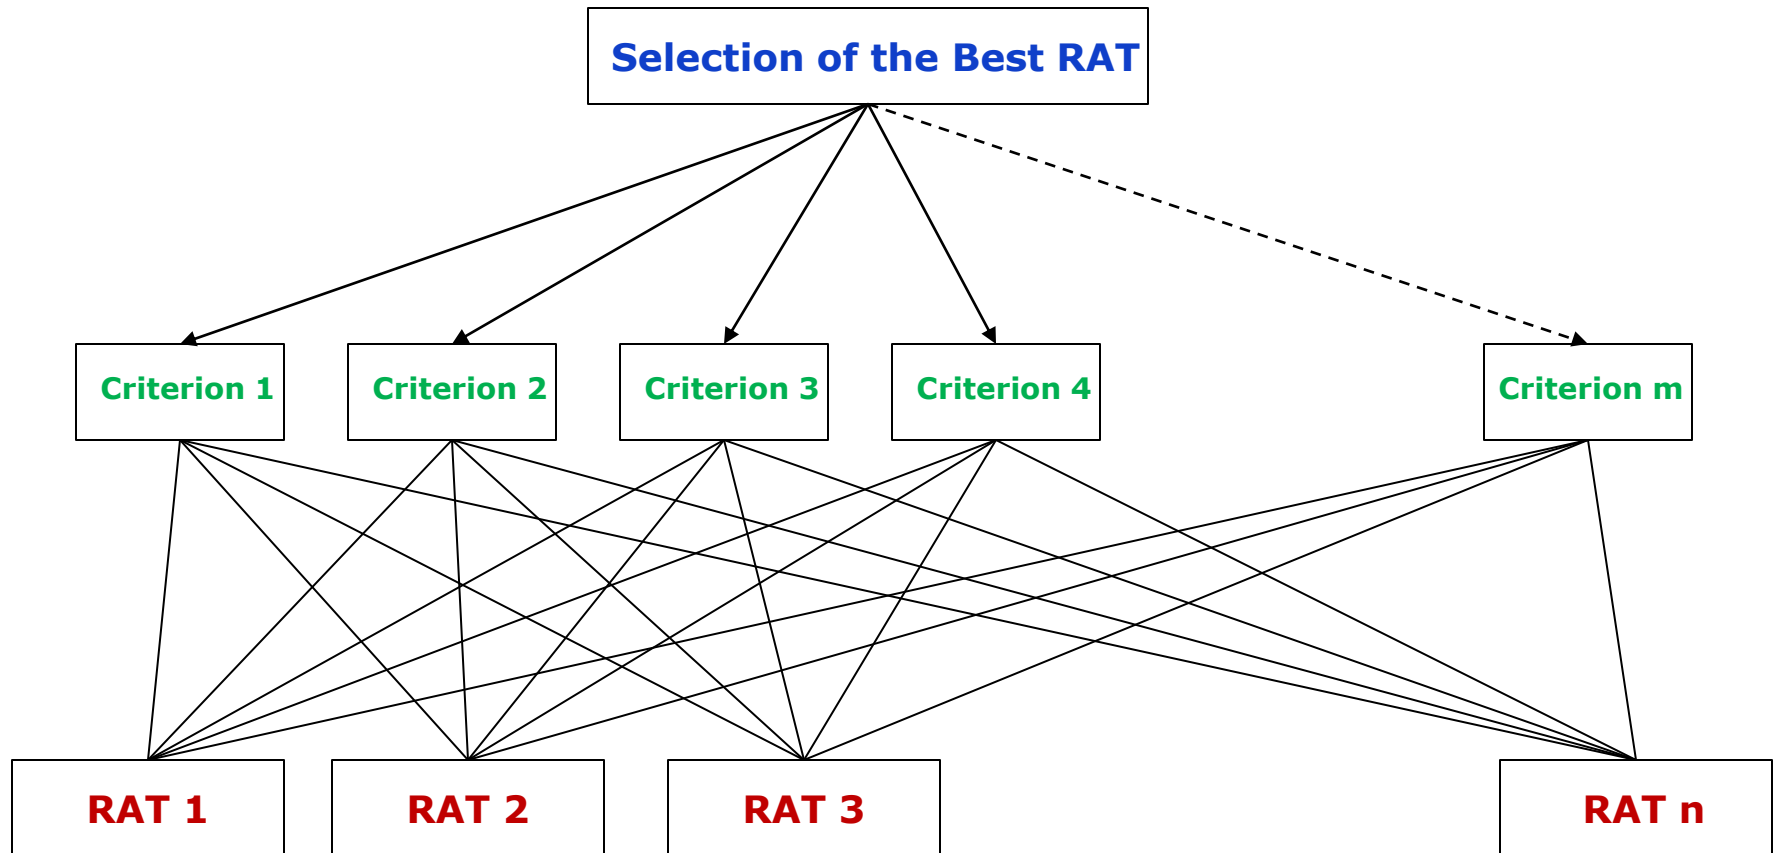 Selection of the Best RAT
Criterion 1
Criterion 2
Criterion 3
Criterion 4
Criterion m
RAT 1
RAT 2
RAT 3
RAT n